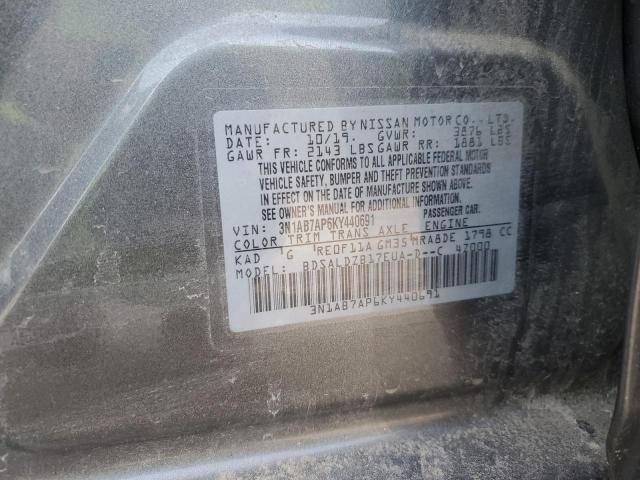 MANUFACTURED BY NISSAN MOTOR CO., LTD.
DATE: 10/19. GVWR: 3876 LBS
GAWR FR: 2143 LBS GAWR RR: 1881 LBS
THIS VEHICLE CONFORMS TO ALL APPLICABLE FEDERAL MOTOR
VEHICLE SAFETY, BUMPER AND THEFT PREVENTION STANDARDS
IN EFFECT ON THE DATE OF MANUFACTURE SHOWN ABOVE.
SEE OWNER'S MANUAL FOR ADDITIONAL INFORMATION.
VIN: 3N1AB7AP6KY440691 PASSENGER CAR.
COLOR TRIM TRANS AXLE ENGINE
KAD G RE0F11A GM35 MRA8DE 1798 CC
MODEL: BDSALDZB17EUA-D--C 47000
3N1AB7AP6KY440691